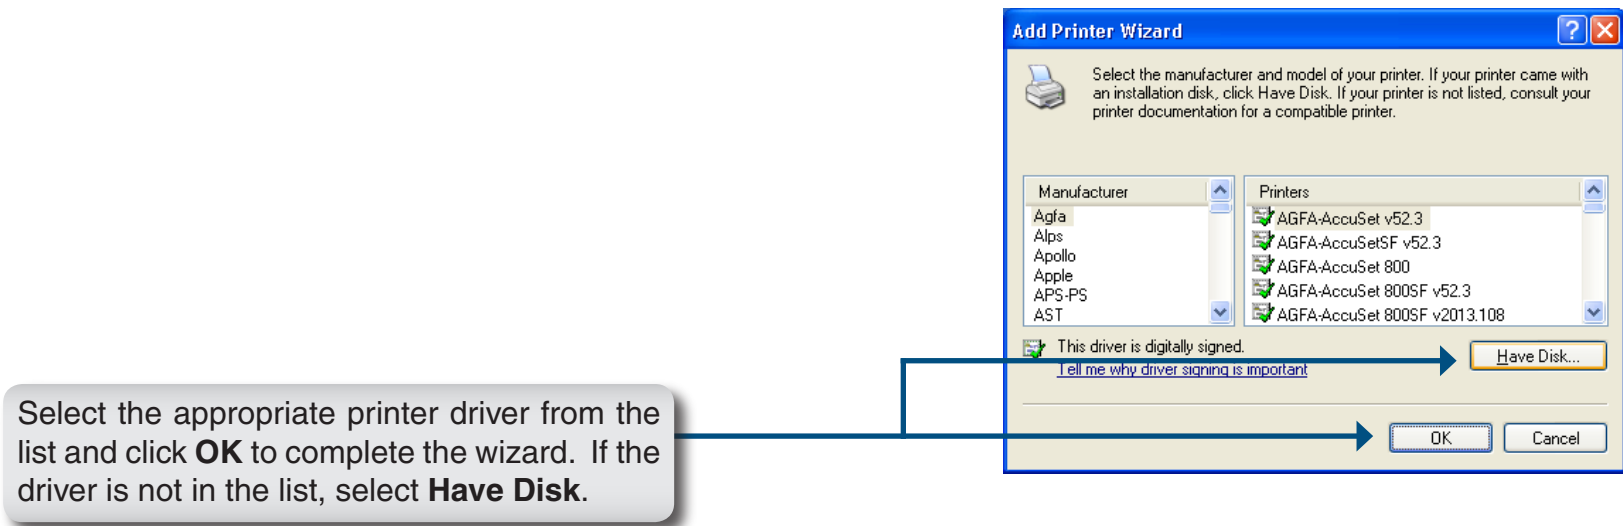 Add Printer Wizard
Select the manufacturer and model of your printer. If your printer came with
an installation disk, click Have Disk. If your printer is not listed, consult your
printer documentation for a compatible printer.
Manufacturer
Agfa
Alps
Apollo
Apple
APS-PS
AST
Printers
AGFA-AccuSet v52.3
AGFA-AccuSetSF v52.3
AGFA-AccuSet 800
AGFA-AccuSet 800SF v52.3
AGFA-AccuSet 800SF v2013.108
This driver is digitally signed.
Tell me why driver signing is important
Have Disk...
OK
Cancel
Select the appropriate printer driver from the
list and click OK to complete the wizard. If the
driver is not in the list, select Have Disk.